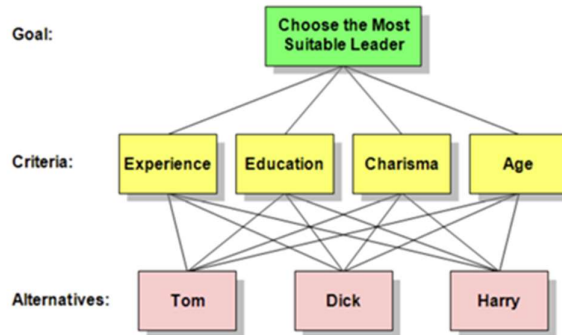 Goal:
Choose the Most
Suitable Leader
Criteria:
Experience
Education
Charisma
Age
Alternatives:
Tom
Dick
Harry